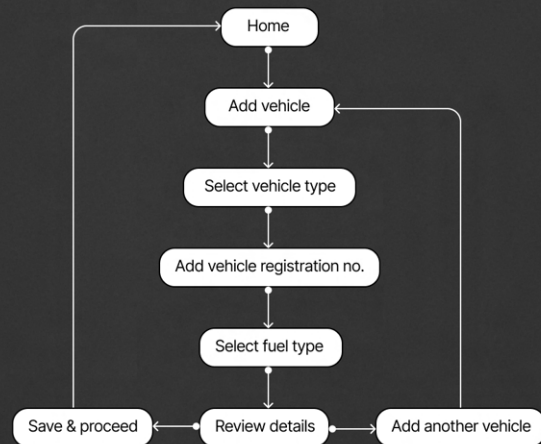 Home
Add vehicle
Select vehicle type
Add vehicle registration no.
Select fuel type
Save & proceed
Review details
Add another vehicle